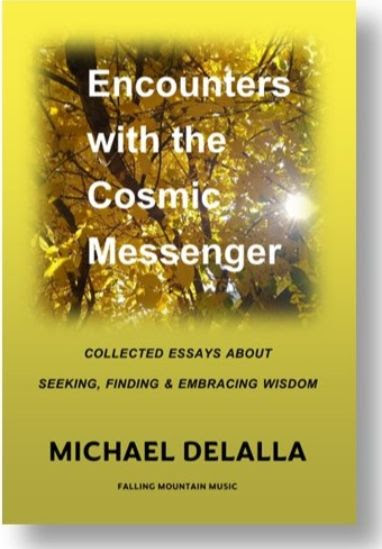 Encounters
with the
Cosmic
Messenger
COLLECTED ESSAYS ABOUT
SEEKING, FINDING & EMBRACING WISDOM
MICHAEL DELALLA
FALLING MOUNTAIN MUSIC